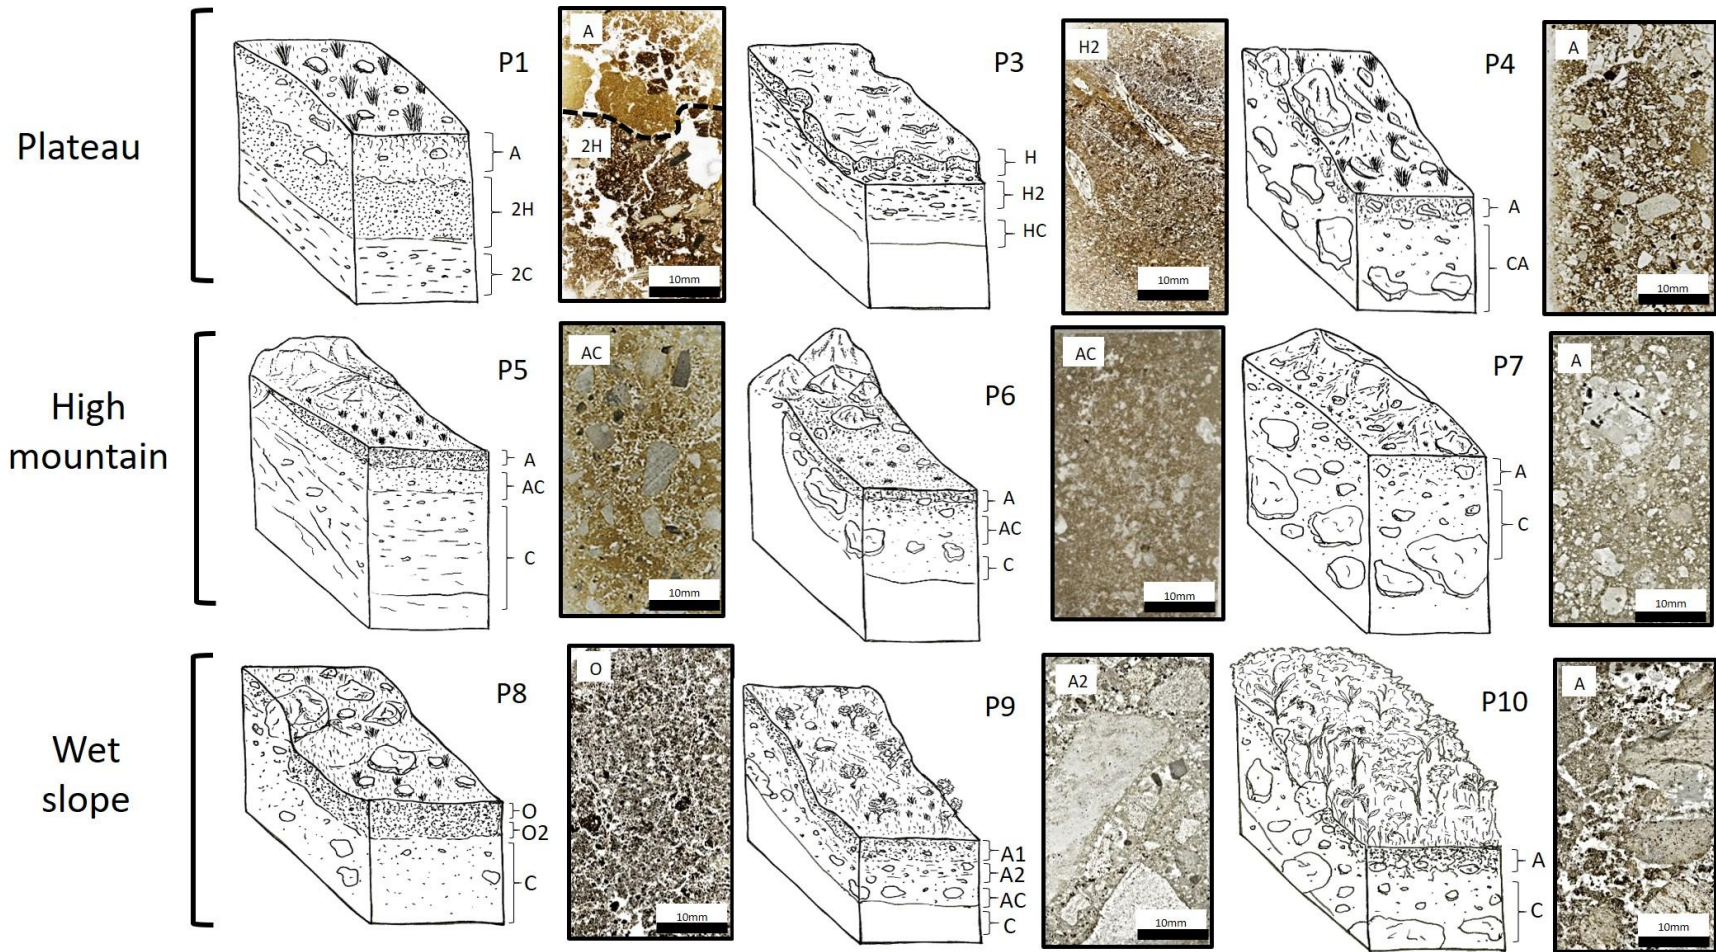 Plateau
P1
A
2H
2C
A
2H
10mm
P3
H
H2
HC
H2
10mm
P4
A
CA
A
10mm
High
mountain
P5
A
AC
C
AC
10mm
P6
A
AC
C
AC
10mm
P7
A
C
A
10mm
Wet
slope
P8
O
O2
C
O
10mm
P9
A1
A2
AC
C
A2
10mm
P10
A
C
A
10mm